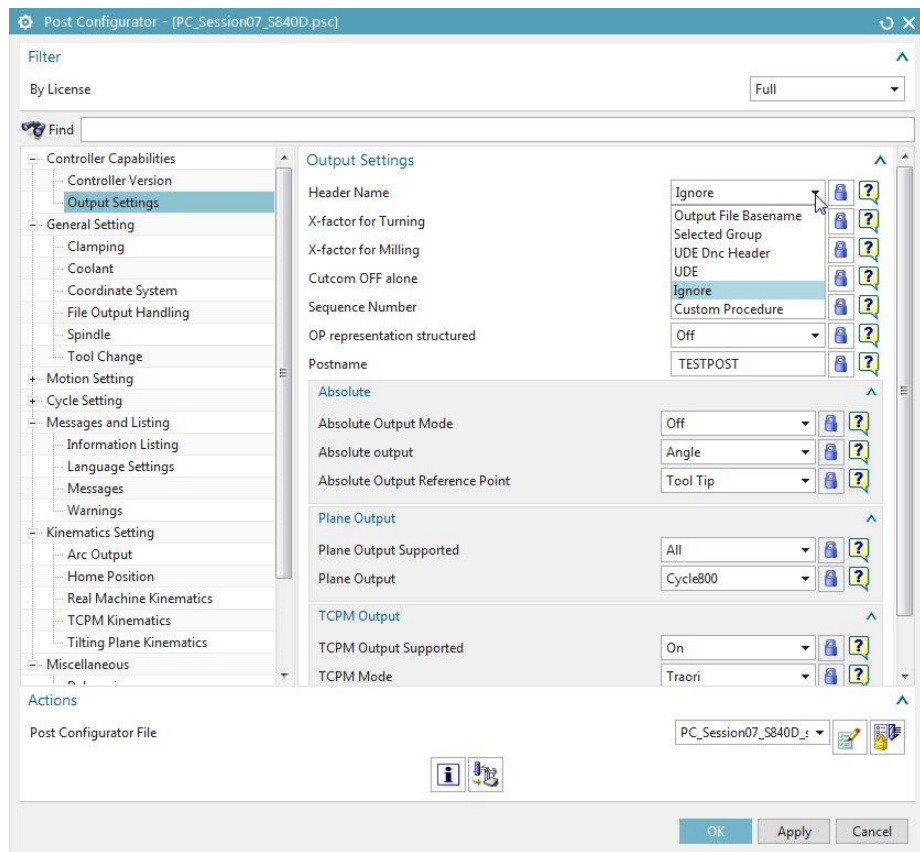 Post Configurator - [PC_Session07_S840D.psc]
Filter
By License
Full
Find
Controller Capabilities
Controller Version
Output Settings
General Setting
Clamping
Coolant
Coordinate System
File Output Handling
Spindle
Tool Change
Motion Setting
Cycle Setting
Messages and Listing
Information Listing
Language Settings
Messages
Warnings
Kinematics Setting
Arc Output
Home Position
Real Machine Kinematics
TCPM Kinematics
Tilting Plane Kinematics
Miscellaneous
Output Settings
Header Name
Ignore
Output File Basename
Selected Group
UDE Dnc Header
UDE
Ignore
Custom Procedure
X-factor for Turning
X-factor for Milling
Cutcom OFF alone
Sequence Number
OP representation structured
Off
Postname
TESTPOST
Absolute
Absolute Output Mode
Off
Absolute output
Angle
Absolute Output Reference Point
Tool Tip
Plane Output
Plane Output Supported
All
Plane Output
Cycle800
TCPM Output
TCPM Output Supported
On
TCPM Mode
Traori
Actions
Post Configurator File
PC_Session07_S840D_
OK
Apply
Cancel